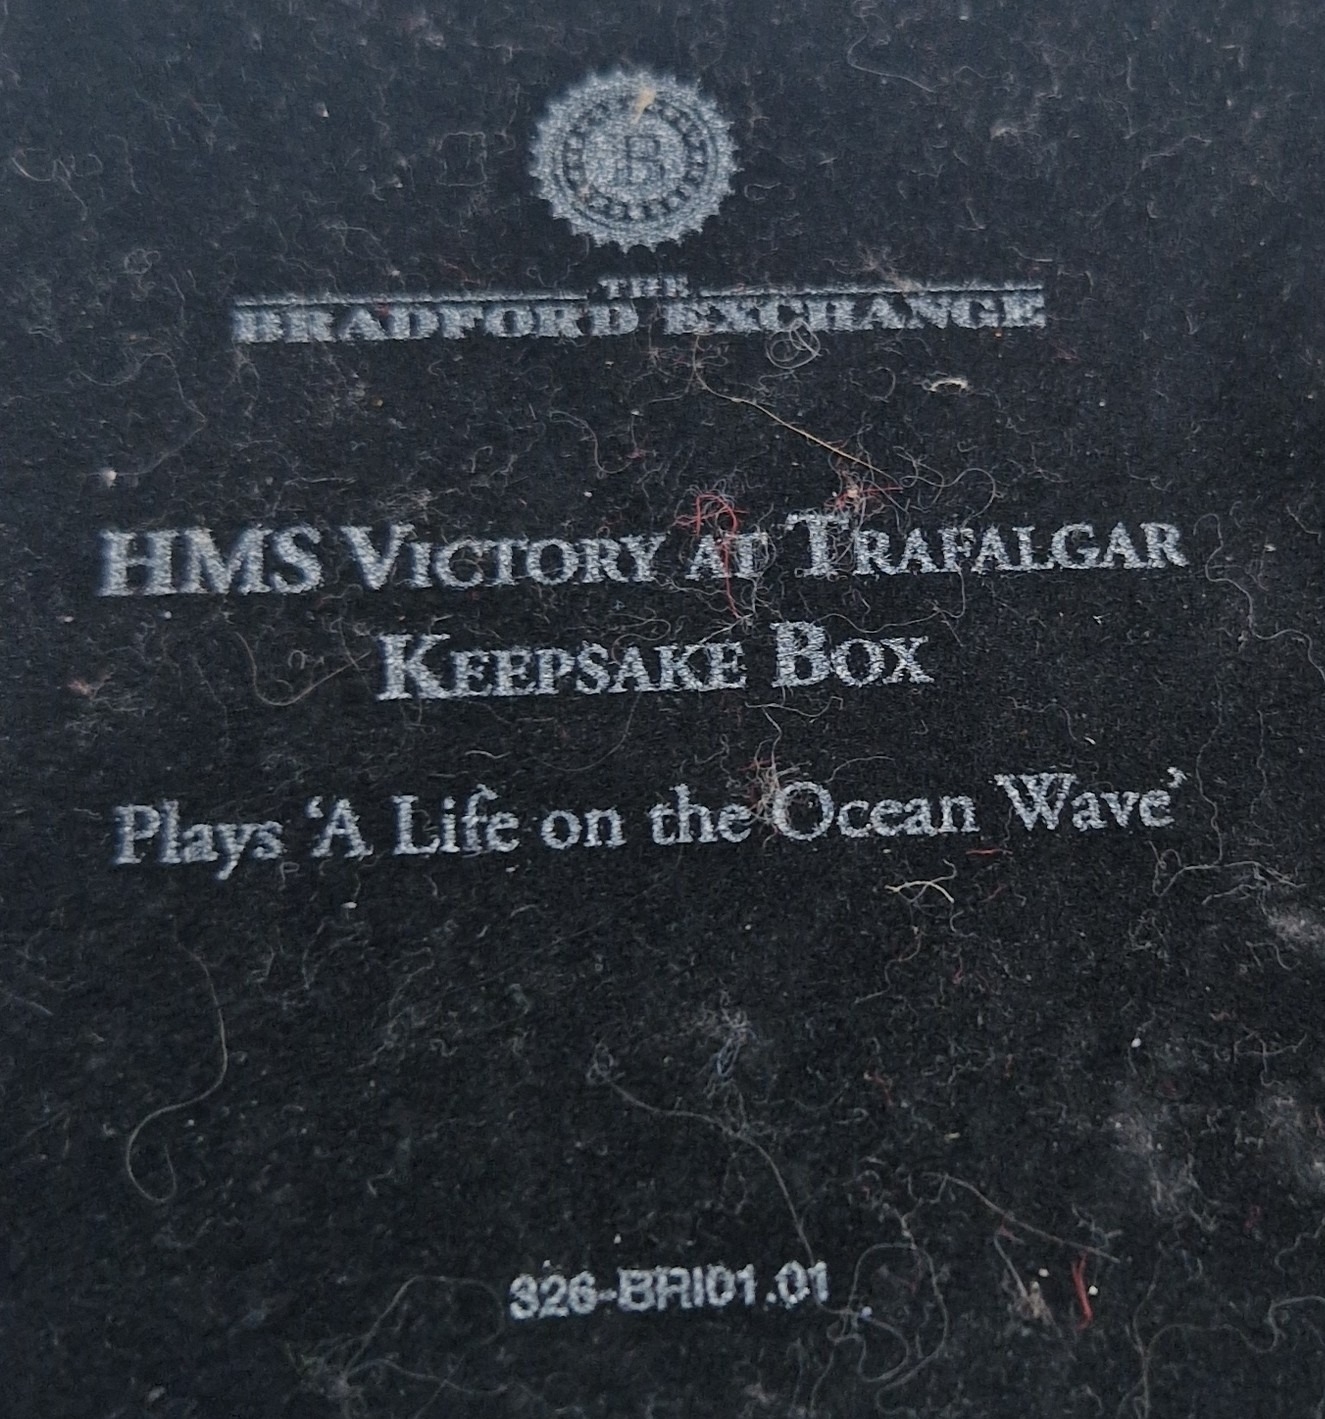 B
THE
BRADFORD EXCHANGE
HMS VICTORY AT TRAFALGAR
KEEPSAKE BOX
Plays ‘A Life on the Ocean Wave’
326-BRI01.01